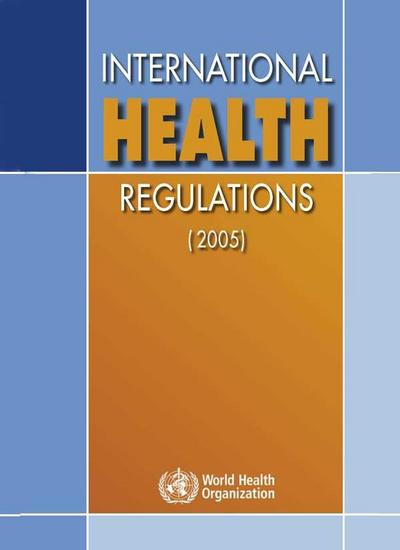 INTERNATIONAL
HEALTH
REGULATIONS
( 2005)
World Health
Organization